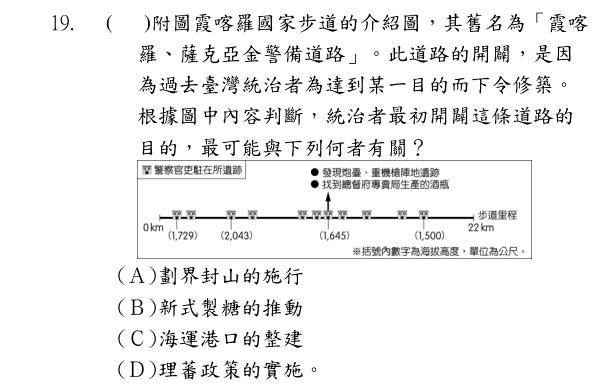 19. (　)附圖霞喀羅國家步道的介紹圖，其舊名為「霞喀
羅、薩克亞金警備道路」。此道路的開闢，是因
為過去臺灣統治者為達到某一目的而下令修築。
根據圖中內容判斷，統治者最初開闢這條道路的
目的，最可能與下列何者有關？
警察官吏駐在所遺跡
●發現炮臺、重機槍陣地遺跡
●找到總督府專賣局生產的酒瓶
步道里程
0 km
22 km
(1,729) (2,043) (1,645) (1,500)
※括號內數字為海拔高度，單位為公尺。
(A)劃界封山的施行
(B)新式製糖的推動
(C)海運港口的整建
(D)理蕃政策的實施。